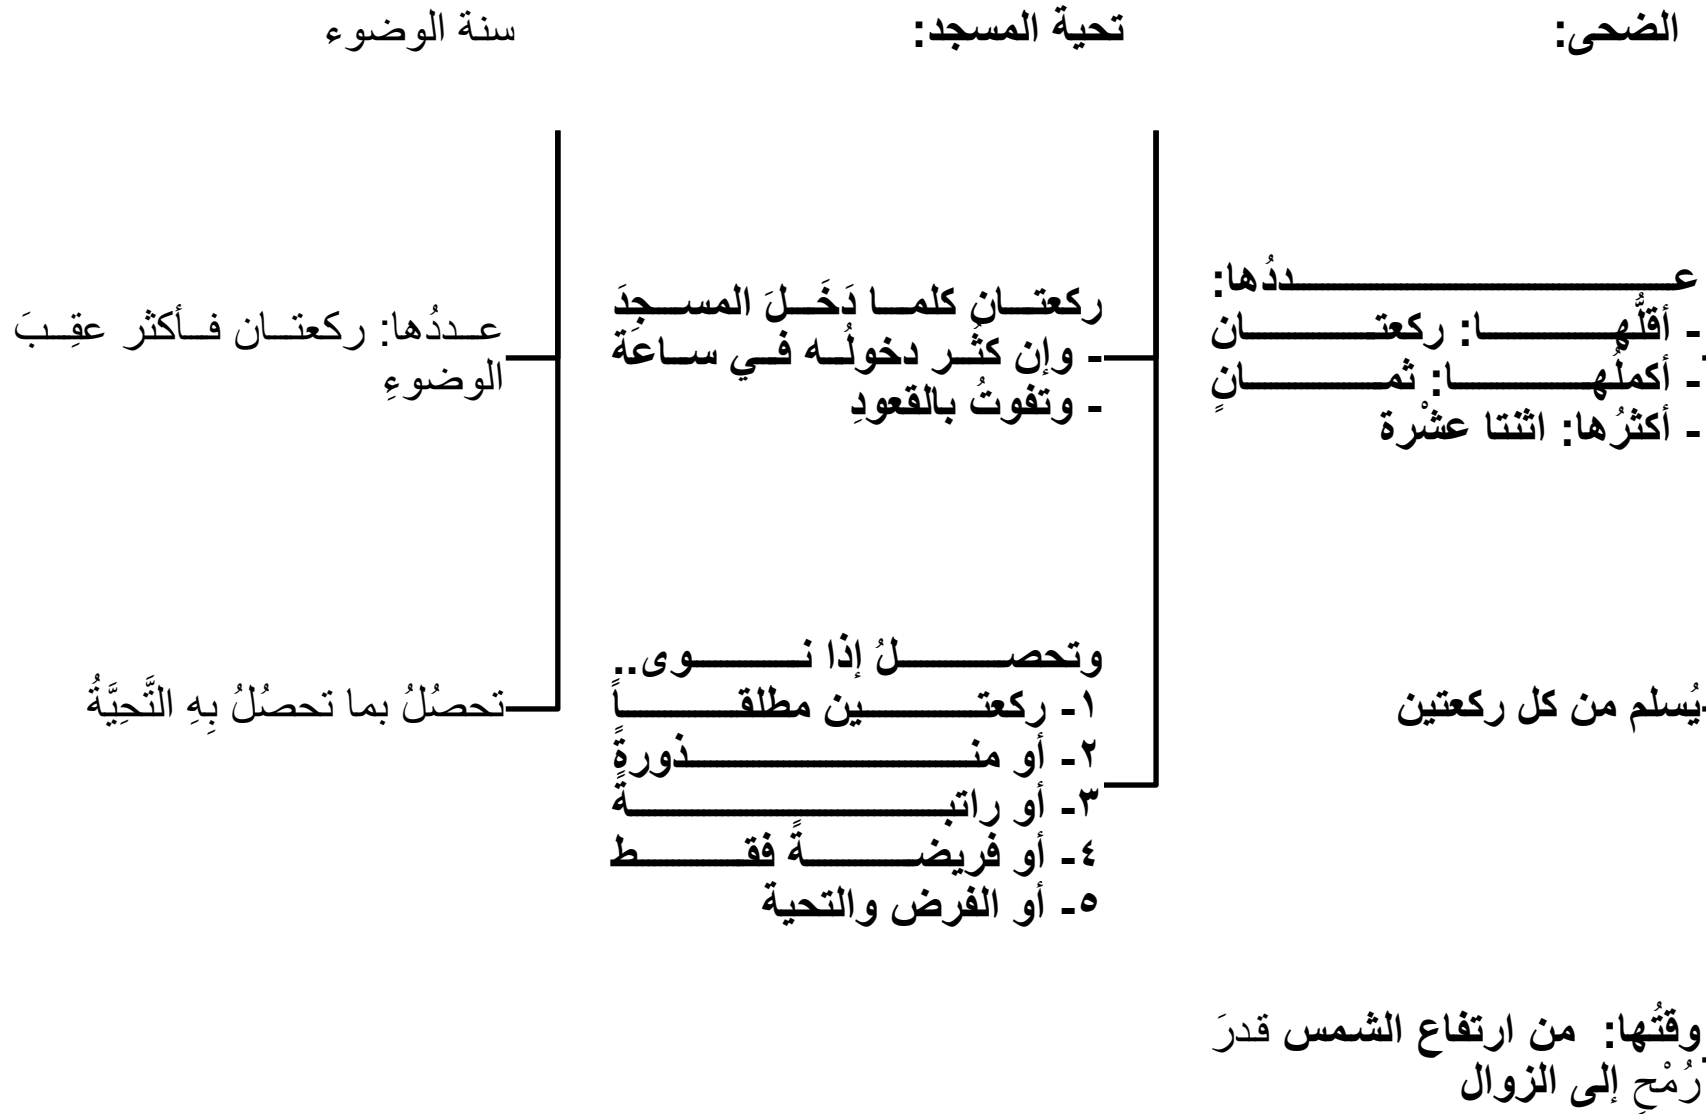 الضحى:
عددُها:
- أقلُّها: ركعتان
- أكملُها: ثمانٍ
- أكثرُها: اثنتا عشْرة
يُسلم من كل ركعتين
وقتُها: من ارتفاع الشمس قدرَ
رُمْحٍ إلى الزوال
تحية المسجد:
ركعتان كلما دَخَلَ المسجدَ
- وإن كثُر دخولُه في ساعَة
- وتفوتُ بالقعودِ
وتحصلُ إذا نوى..
١- ركعتين مطلقاً
٢- أو منذورةٍ
٣- أو راتبةً
٤- أو فريضةً فقط
٥- أو الفرض والتحية
سنة الوضوء
عددُها: ركعتان فأكثر عقِبَ
الوضوءِ
تحصُلُ بما تحصُلُ بِهِ التَّحِيَّةُ